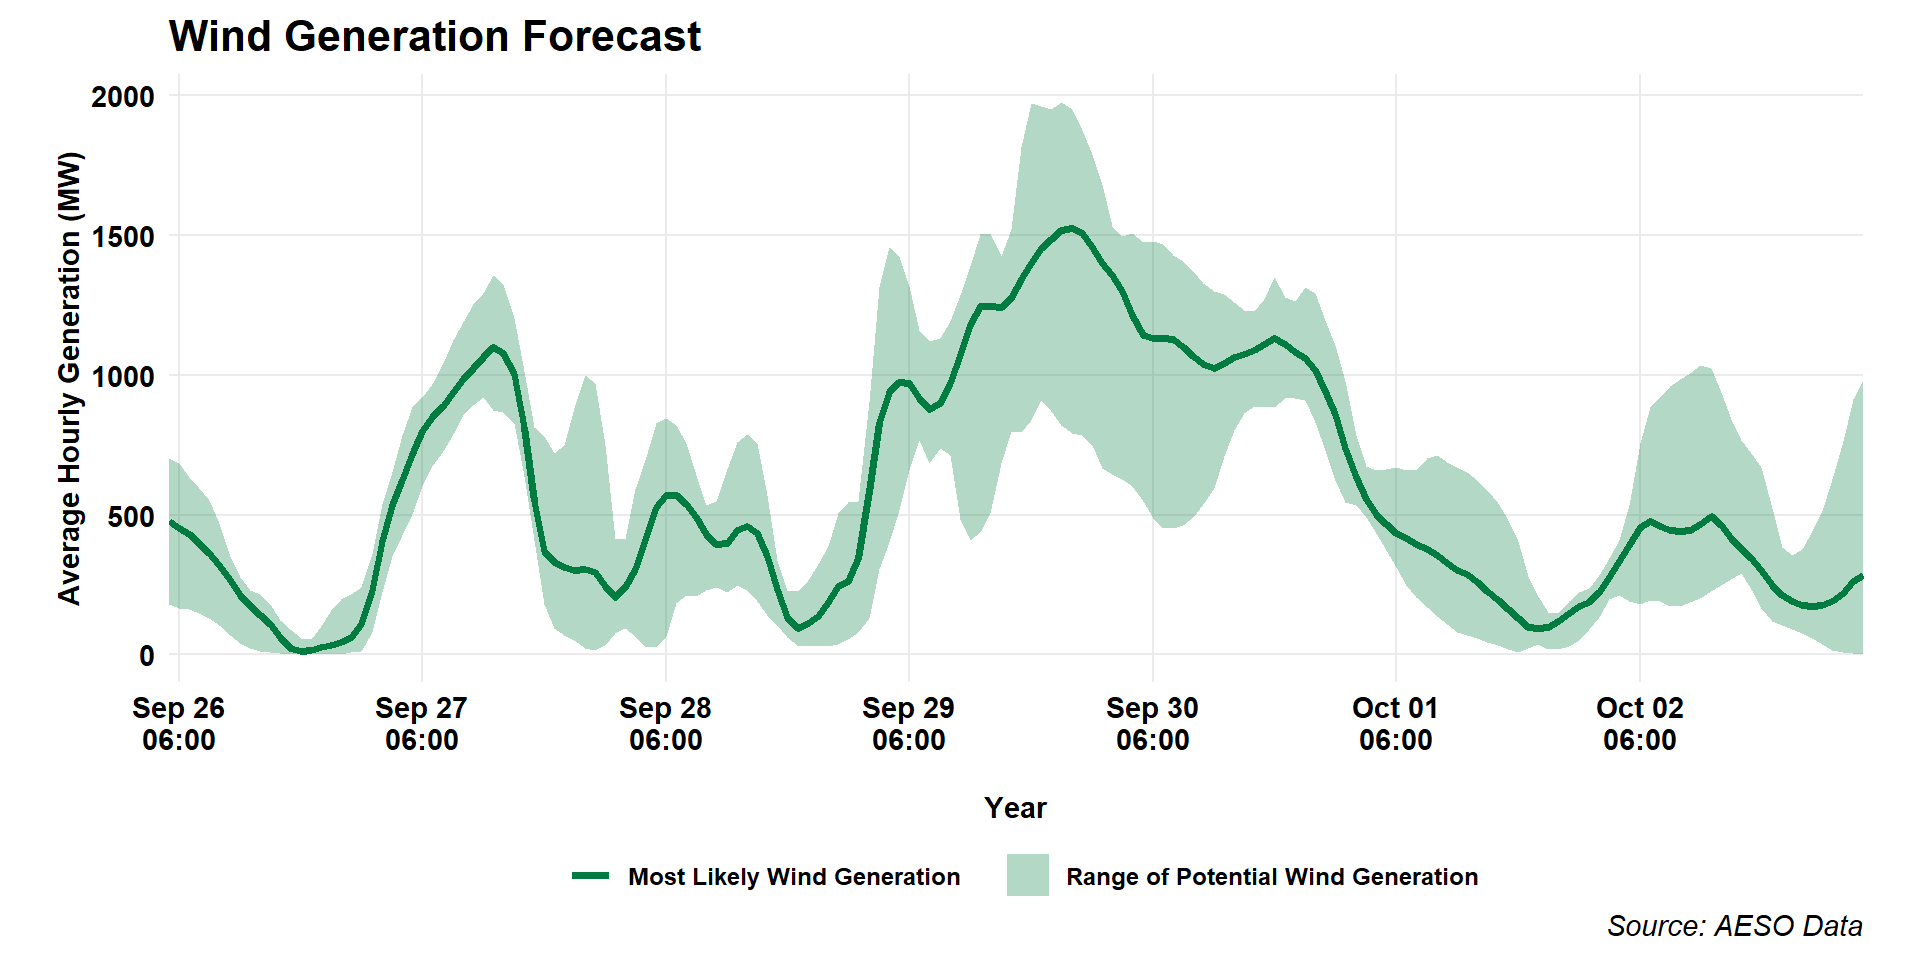 Wind Generation Forecast
Average Hourly Generation (MW)
2000
1500
1000
500
0
Sep 26
06:00
Sep 27
06:00
Sep 28
06:00
Sep 29
06:00
Sep 30
06:00
Oct 01
06:00
Oct 02
06:00
Year
Most Likely Wind Generation
Range of Potential Wind Generation
Source: AESO Data